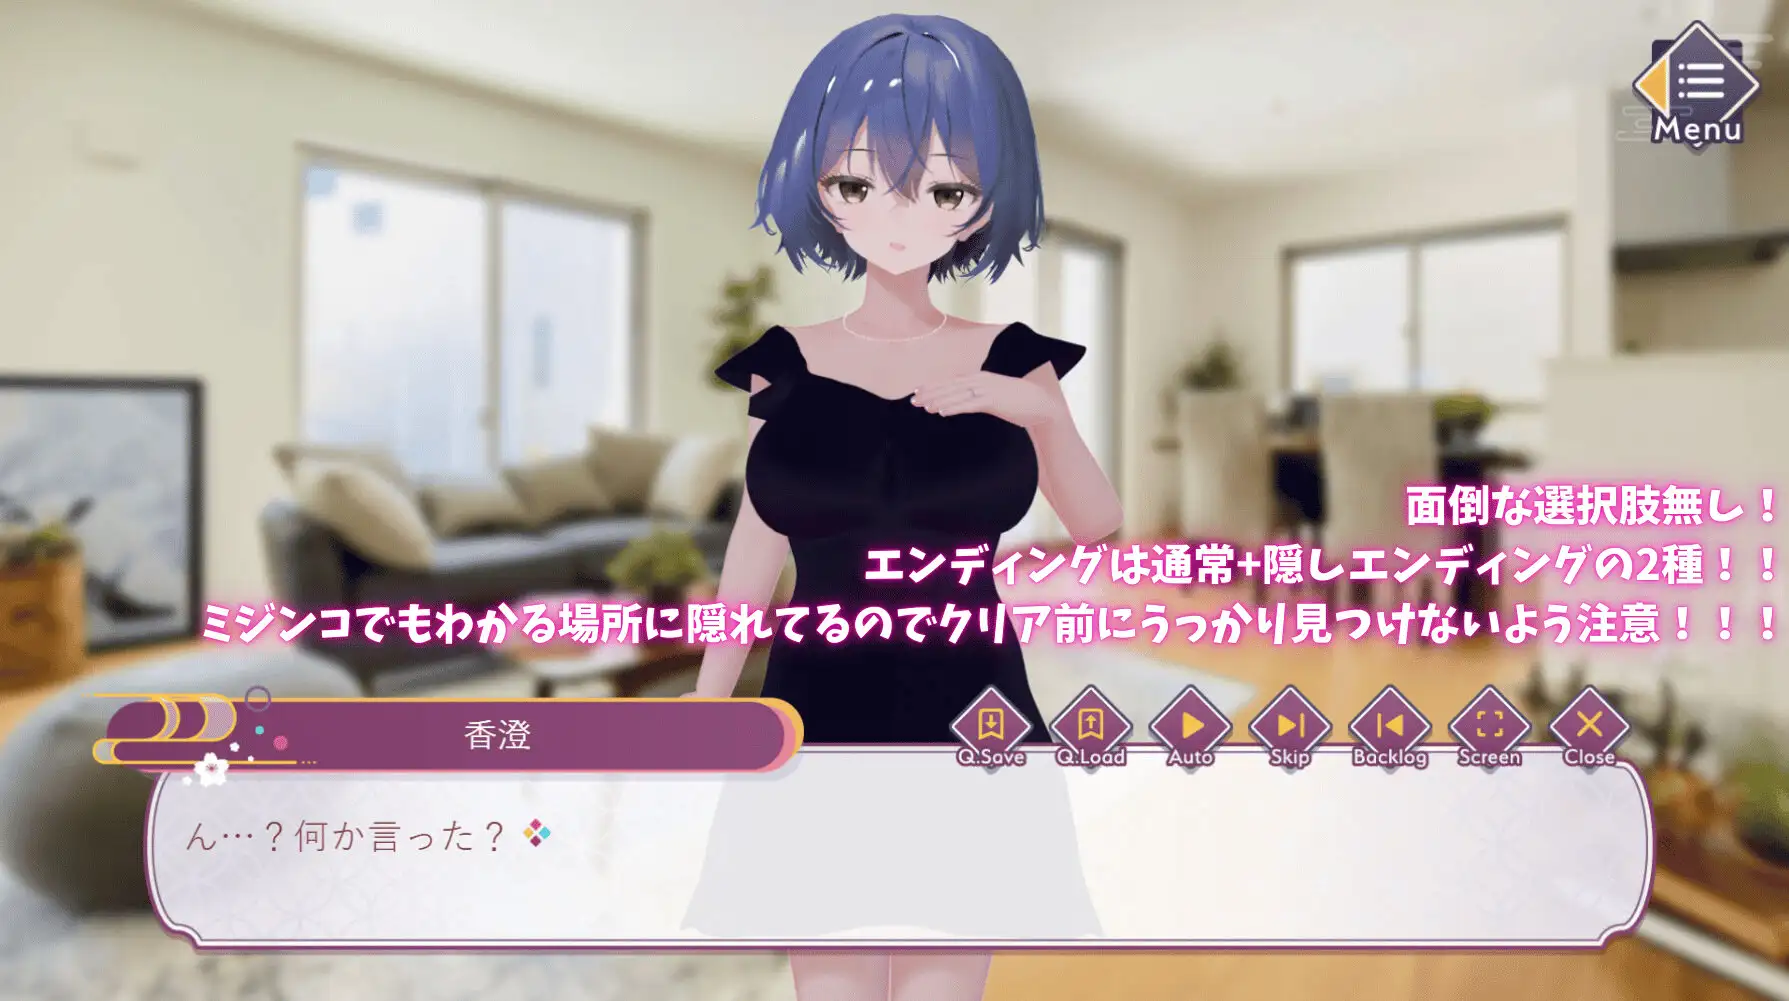 Menu
面倒な選択肢無し！
エンディングは通常+隠しエンディングの2種！！
ミジンコでもわかる場所に隠れてるのでクリア前にうっかり見つけないよう注意！！！
香澄
Q.Save
Q.Load
Auto
Skip
Backlog
Screen
Close
ん…？何か言った？